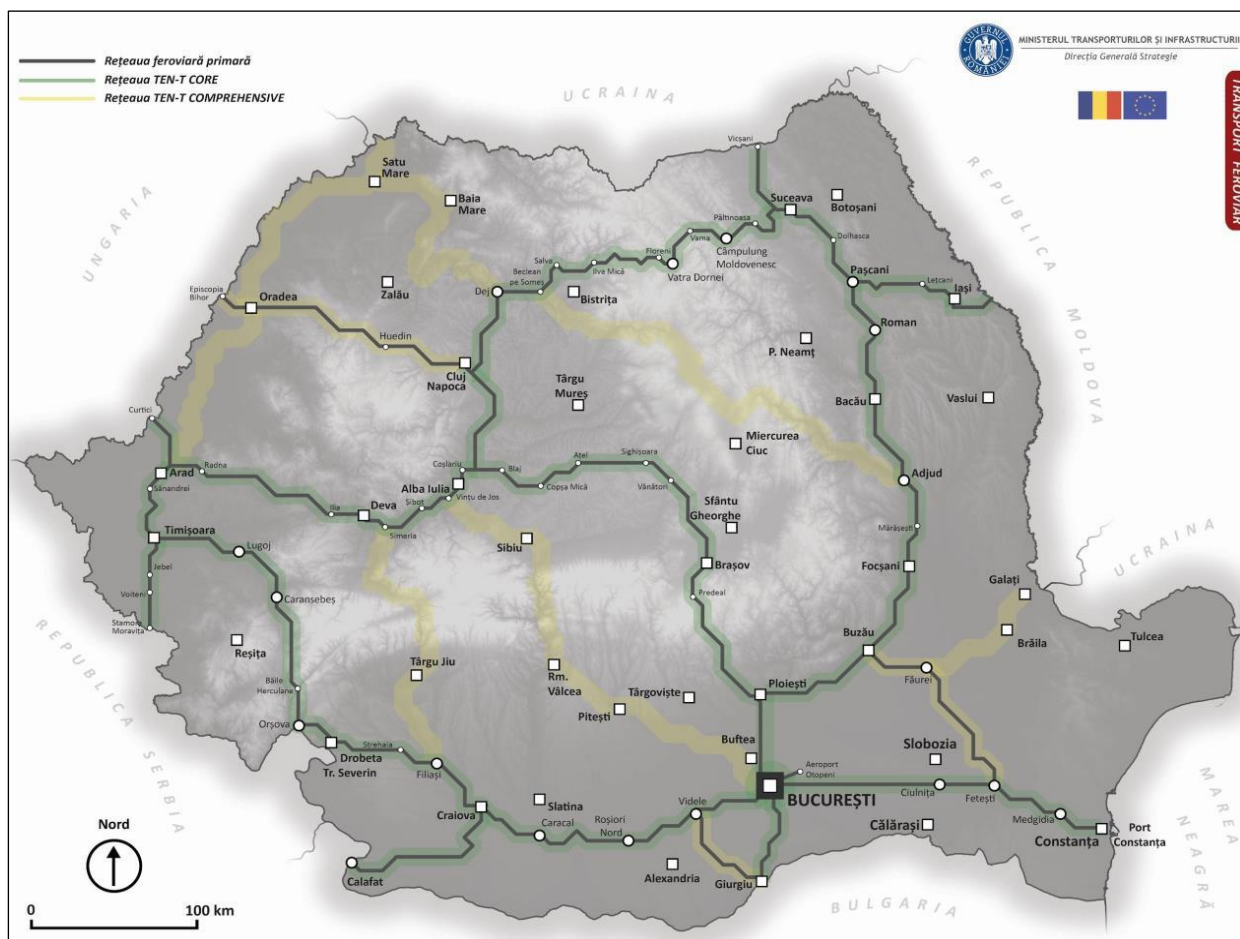 Rețeaua feroviară primară
Rețeaua TEN-T CORE
Rețeaua TEN-T COMPREHENSIVE
GUVERNUL ROMÂNIEI
MINISTERUL TRANSPORTURILOR ȘI INFRASTRUCTURII
Direcția Generală Strategie
TRANSPORT FEROVIAR
UCRAINA
UNGARIA
REPUBLICA MOLDOVA
Vicșani
Satu
Mare
Baia
Mare
Suceava
Botoșani
Păltinoasa
Vama
Dolhasca
Floreni
Câmpulung
Moldovenesc
Salva
Ilva Mică
Beclean
pe Someș
Vatra Dornei
Pașcani
Lețcani
Iași
Episcopia
Bihor
Oradea
Zalău
Dej
Bistrița
Roman
Huedin
P. Neamț
Cluj
Napoca
Târgu
Mureș
Bacău
Vaslui
Curtici
Miercurea
Ciuc
Arad
Radna
Coșlariu
Blaj
Ațel
Sighișoara
Adjud
Sânandrei
Alba Iulia
Copșa Mică
Vânători
Vințu de Jos
Șibot
Ilia
Deva
Simeria
Sfântu
Gheorghe
Mărășești
Timișoara
Lugoj
Sibiu
Brașov
Focșani
UCRAINA
Jebel
Voiteni
Caransebeș
Predeal
Galați
Stamora
Moravița
Reșița
Buzău
Brăila
Tulcea
REPUBLICA SERBIA
Târgu Jiu
Rm.
Vâlcea
Făurei
Băile
Herculane
Târgoviște
Ploiești
Pitești
Orșova
Buftea
Slobozia
Strehaia
Drobeta
Tr. Severin
Filiași
Aeroport
Otopeni
BUCUREȘTI
Ciulnița
Fetești
MAREA NEAGRĂ
Slatina
Videle
Craiova
Caracal
Roșiori
Nord
Călărași
Medgidia
Constanța
Port
Constanța
Nord
Calafat
Alexandria
Giurgiu
BULGARIA
0
100 km